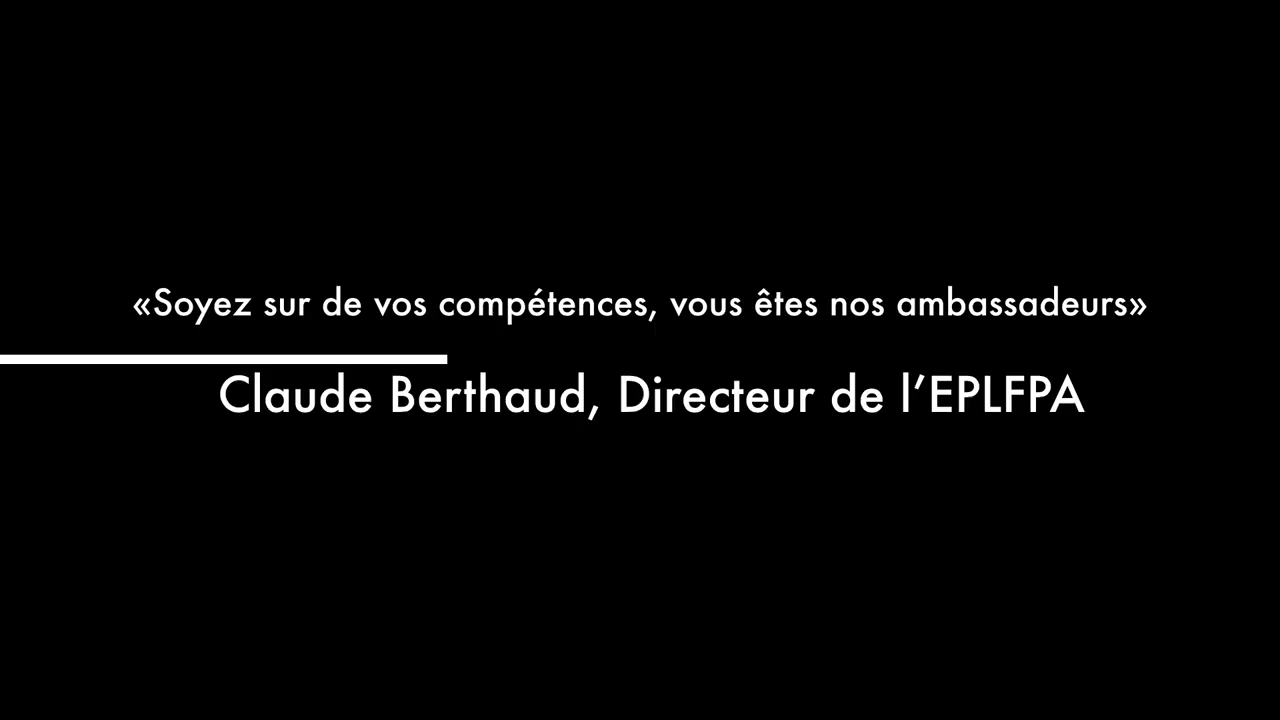 «Soyez sur de vos compétences, vous êtes nos ambassadeurs»
Claude Berthaud, Directeur de l’EPLFPA